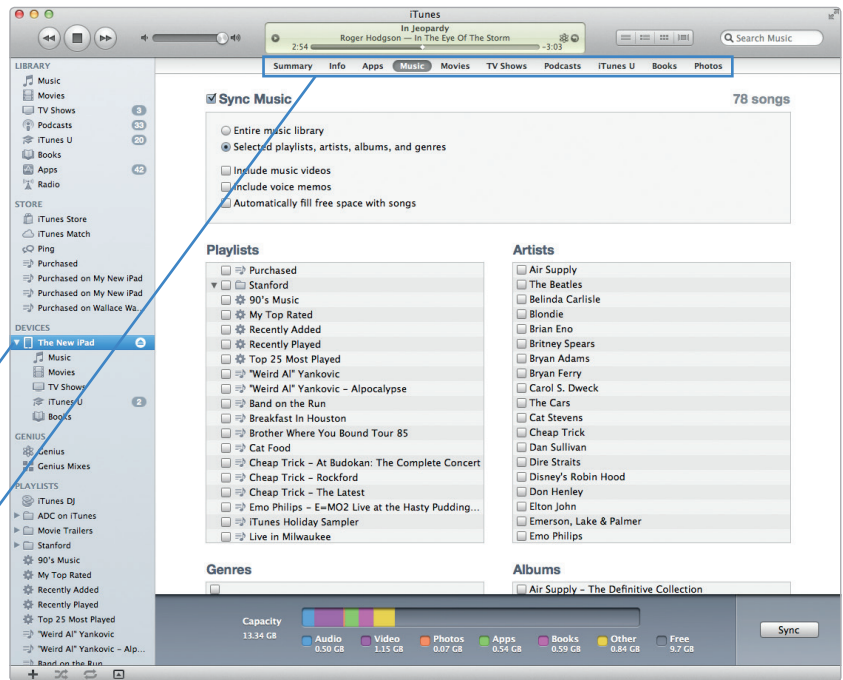 iTunes
In Jeopardy
Roger Hodgson — In The Eye Of The Storm
2:54
-3:03
Search Music
LIBRARY
Music
Movies
TV Shows 3
Podcasts 33
iTunes U 20
Books
Apps 42
Radio
STORE
iTunes Store
iTunes Match
Ping
Purchased
Purchased on My New iPad
Purchased on My New iPad
Purchased on Wallace Wa...
DEVICES
The New iPad
Music
Movies
TV Shows
iTunes U 2
Books
GENIUS
Genius
Genius Mixes
PLAYLISTS
iTunes DJ
ADC on iTunes
Movie Trailers
Stanford
90's Music
My Top Rated
Recently Added
Recently Played
Top 25 Most Played
"Weird Al" Yankovic
"Weird Al" Yankovic – Alp...
Band on the Run
Summary Info Apps Music Movies TV Shows Podcasts iTunes U Books Photos
Sync Music 78 songs
Entire music library
Selected playlists, artists, albums, and genres
Include music videos
Include voice memos
Automatically fill free space with songs
Playlists
Purchased
Stanford
90's Music
My Top Rated
Recently Added
Recently Played
Top 25 Most Played
"Weird Al" Yankovic
"Weird Al" Yankovic – Alpocalypse
Band on the Run
Breakfast In Houston
Brother Where You Bound Tour 85
Cat Food
Cheap Trick – At Budokan: The Complete Concert
Cheap Trick – Rockford
Cheap Trick – The Latest
Emo Philips – E=MO2 Live at the Hasty Pudding...
iTunes Holiday Sampler
Live in Milwaukee
Artists
Air Supply
The Beatles
Belinda Carlisle
Blondie
Brian Eno
Britney Spears
Bryan Adams
Bryan Ferry
Carol S. Dweck
The Cars
Cat Stevens
Cheap Trick
Dan Sullivan
Dire Straits
Disney's Robin Hood
Don Henley
Elton John
Emerson, Lake & Palmer
Emo Philips
Genres
Albums
Air Supply – The Definitive Collection
Capacity
13.34 GB
Audio
0.50 GB
Video
1.15 GB
Photos
0.07 GB
Apps
0.54 GB
Books
0.59 GB
Other
0.84 GB
Free
9.7 GB
Sync